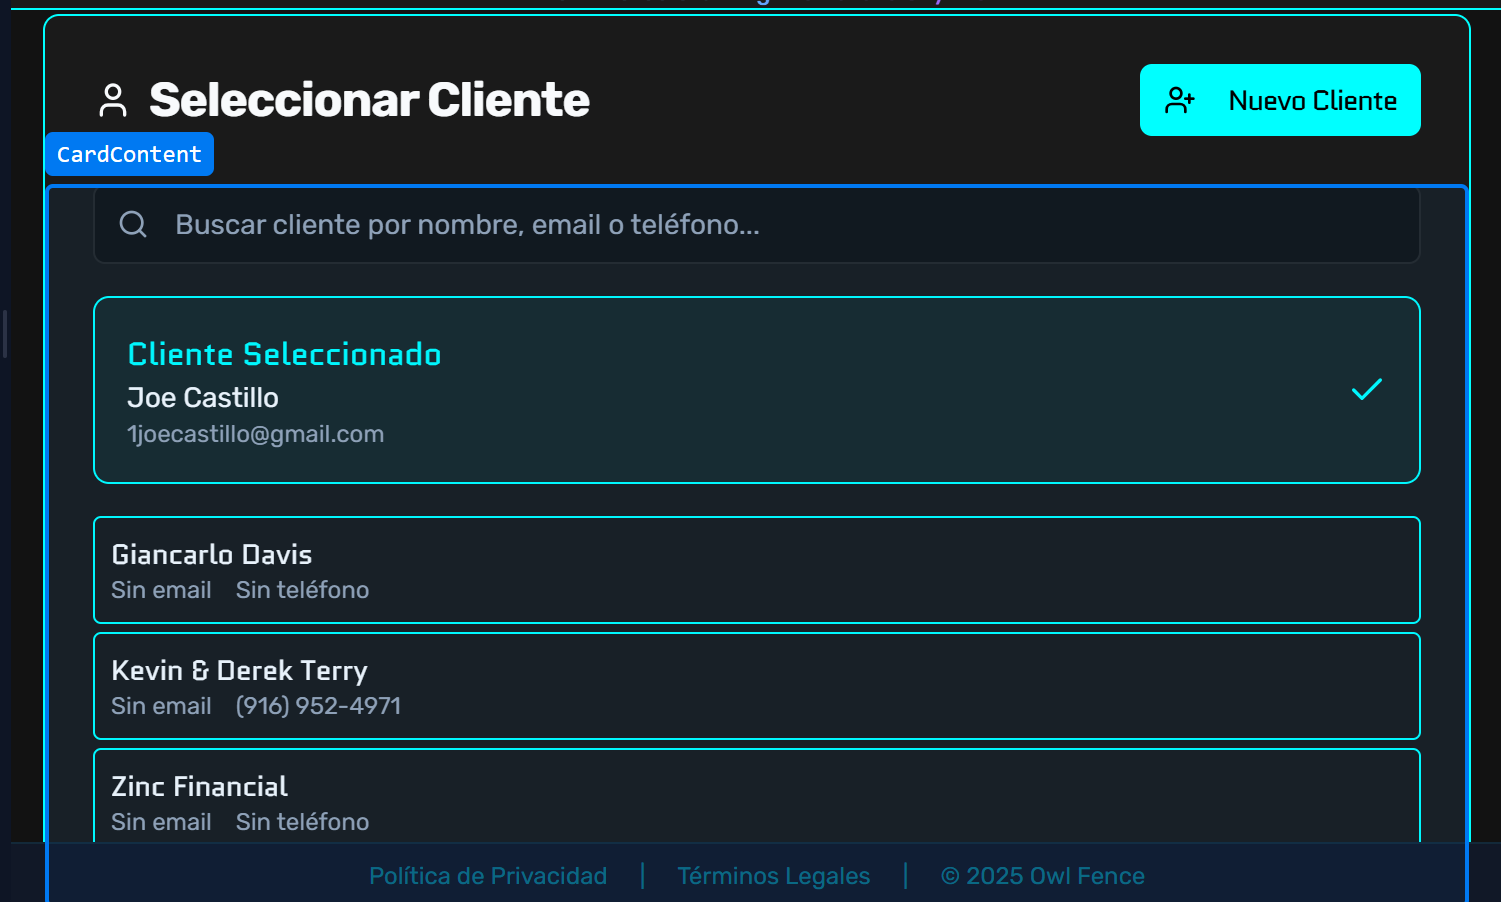 Seleccionar Cliente
Nuevo Cliente
CardContent
Buscar cliente por nombre, email o teléfono...
Cliente Seleccionado
Joe Castillo
1joecastillo@gmail.com
Giancarlo Davis
Sin email Sin teléfono
Kevin & Derek Terry
Sin email (916) 952-4971
Zinc Financial
Sin email Sin teléfono
Política de Privacidad | Términos Legales | © 2025 Owl Fence